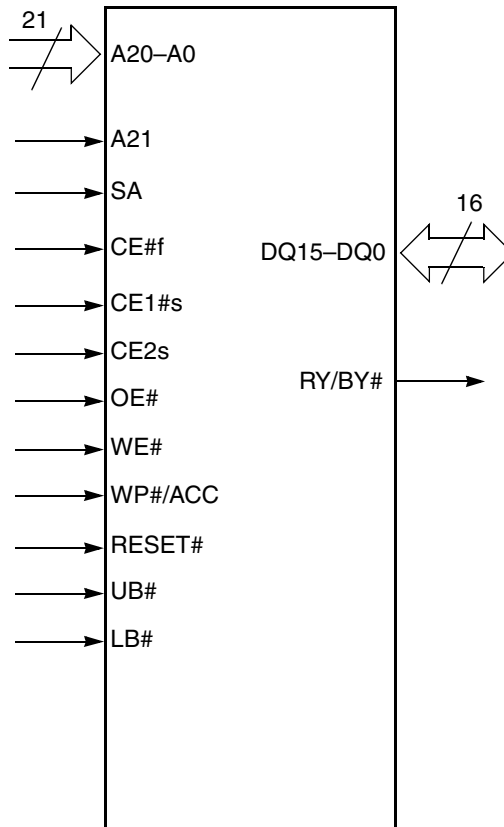 21
A20–A0
A21
SA
16
CE#f
DQ15–DQ0
CE1#s
CE2s
RY/BY#
OE#
WE#
WP#/ACC
RESET#
UB#
LB#